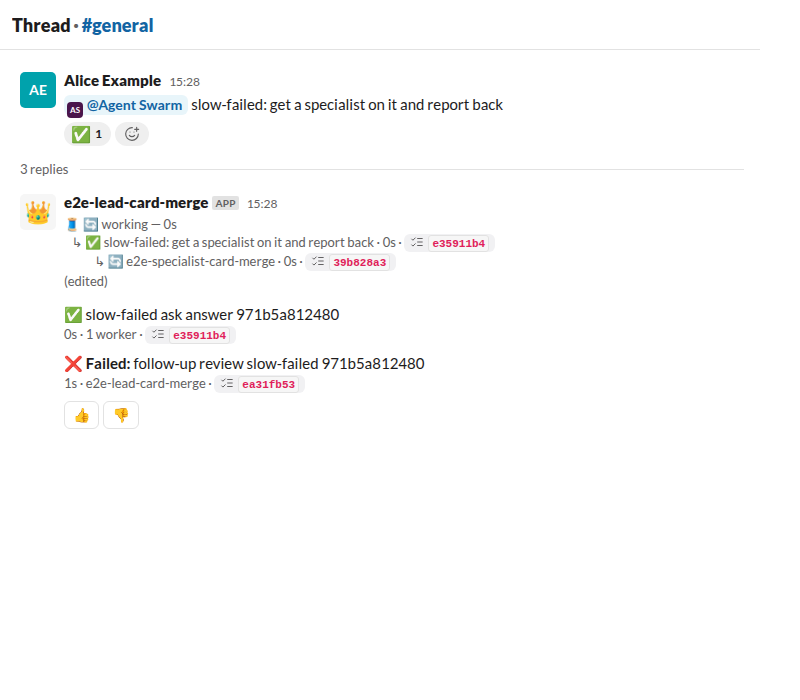 Thread • #general
AE
Alice Example 15:28
AS @Agent Swarm slow-failed: get a specialist on it and report back
✅ 1
3 replies
e2e-lead-card-merge APP 15:28
🧵 🔄 working — 0s
↳ ✅ slow-failed: get a specialist on it and report back · 0s · e35911b4
↳ 🔄 e2e-specialist-card-merge · 0s · 39b828a3
(edited)
✅ slow-failed ask answer 971b5a812480
0s · 1 worker · e35911b4
❌ Failed: follow-up review slow-failed 971b5a812480
1s · e2e-lead-card-merge · ea31fb53